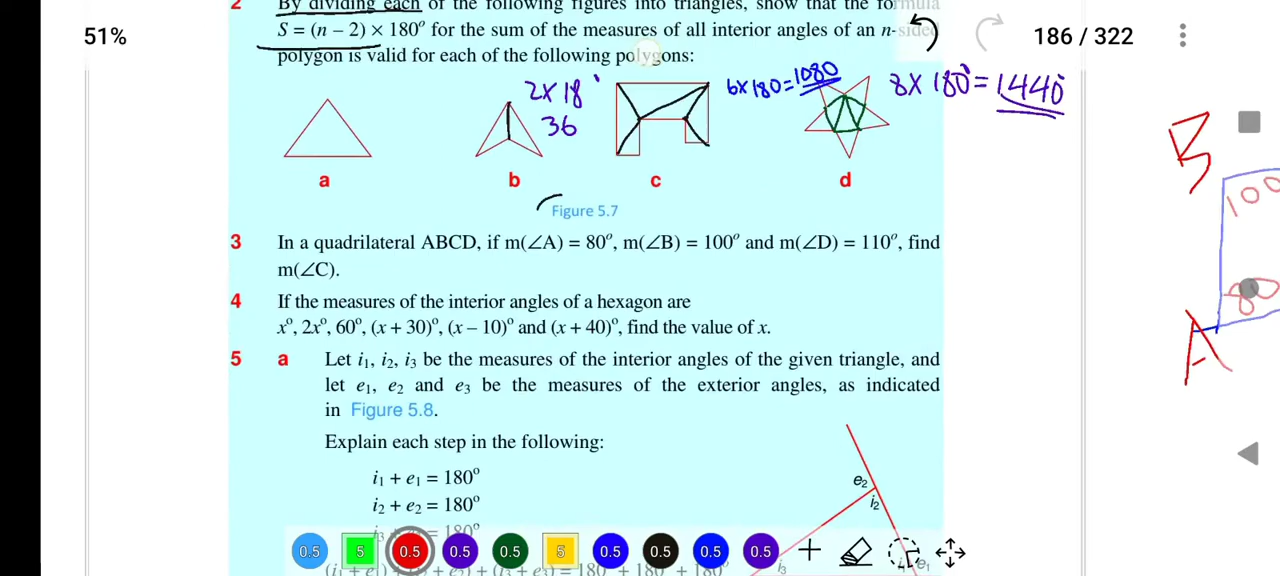 51%
186 / 322
2 By dividing each of the following figures into triangles, show that the formula
S = (n – 2) × 180° for the sum of the measures of all interior angles of an n-sided
polygon is valid for each of the following polygons:
2 × 18
36
6×180=1080
8 × 180°=1440°
a
b
c
d
Figure 5.7
3 In a quadrilateral ABCD, if m(∠A) = 80°, m(∠B) = 100° and m(∠D) = 110°, find
m(∠C).
4 If the measures of the interior angles of a hexagon are
x°, 2x°, 60°, (x + 30)°, (x – 10)° and (x + 40)°, find the value of x.
5 a Let i₁, i₂, i₃ be the measures of the interior angles of the given triangle, and
let e₁, e₂ and e₃ be the measures of the exterior angles, as indicated
in Figure 5.8.
Explain each step in the following:
i₁ + e₁ = 180°
i₂ + e₂ = 180°
e₂
i₂
i₃
e₁
B
100
80
A
0.5 5 0.5 0.5 0.5 5 0.5 0.5 0.5 0.5